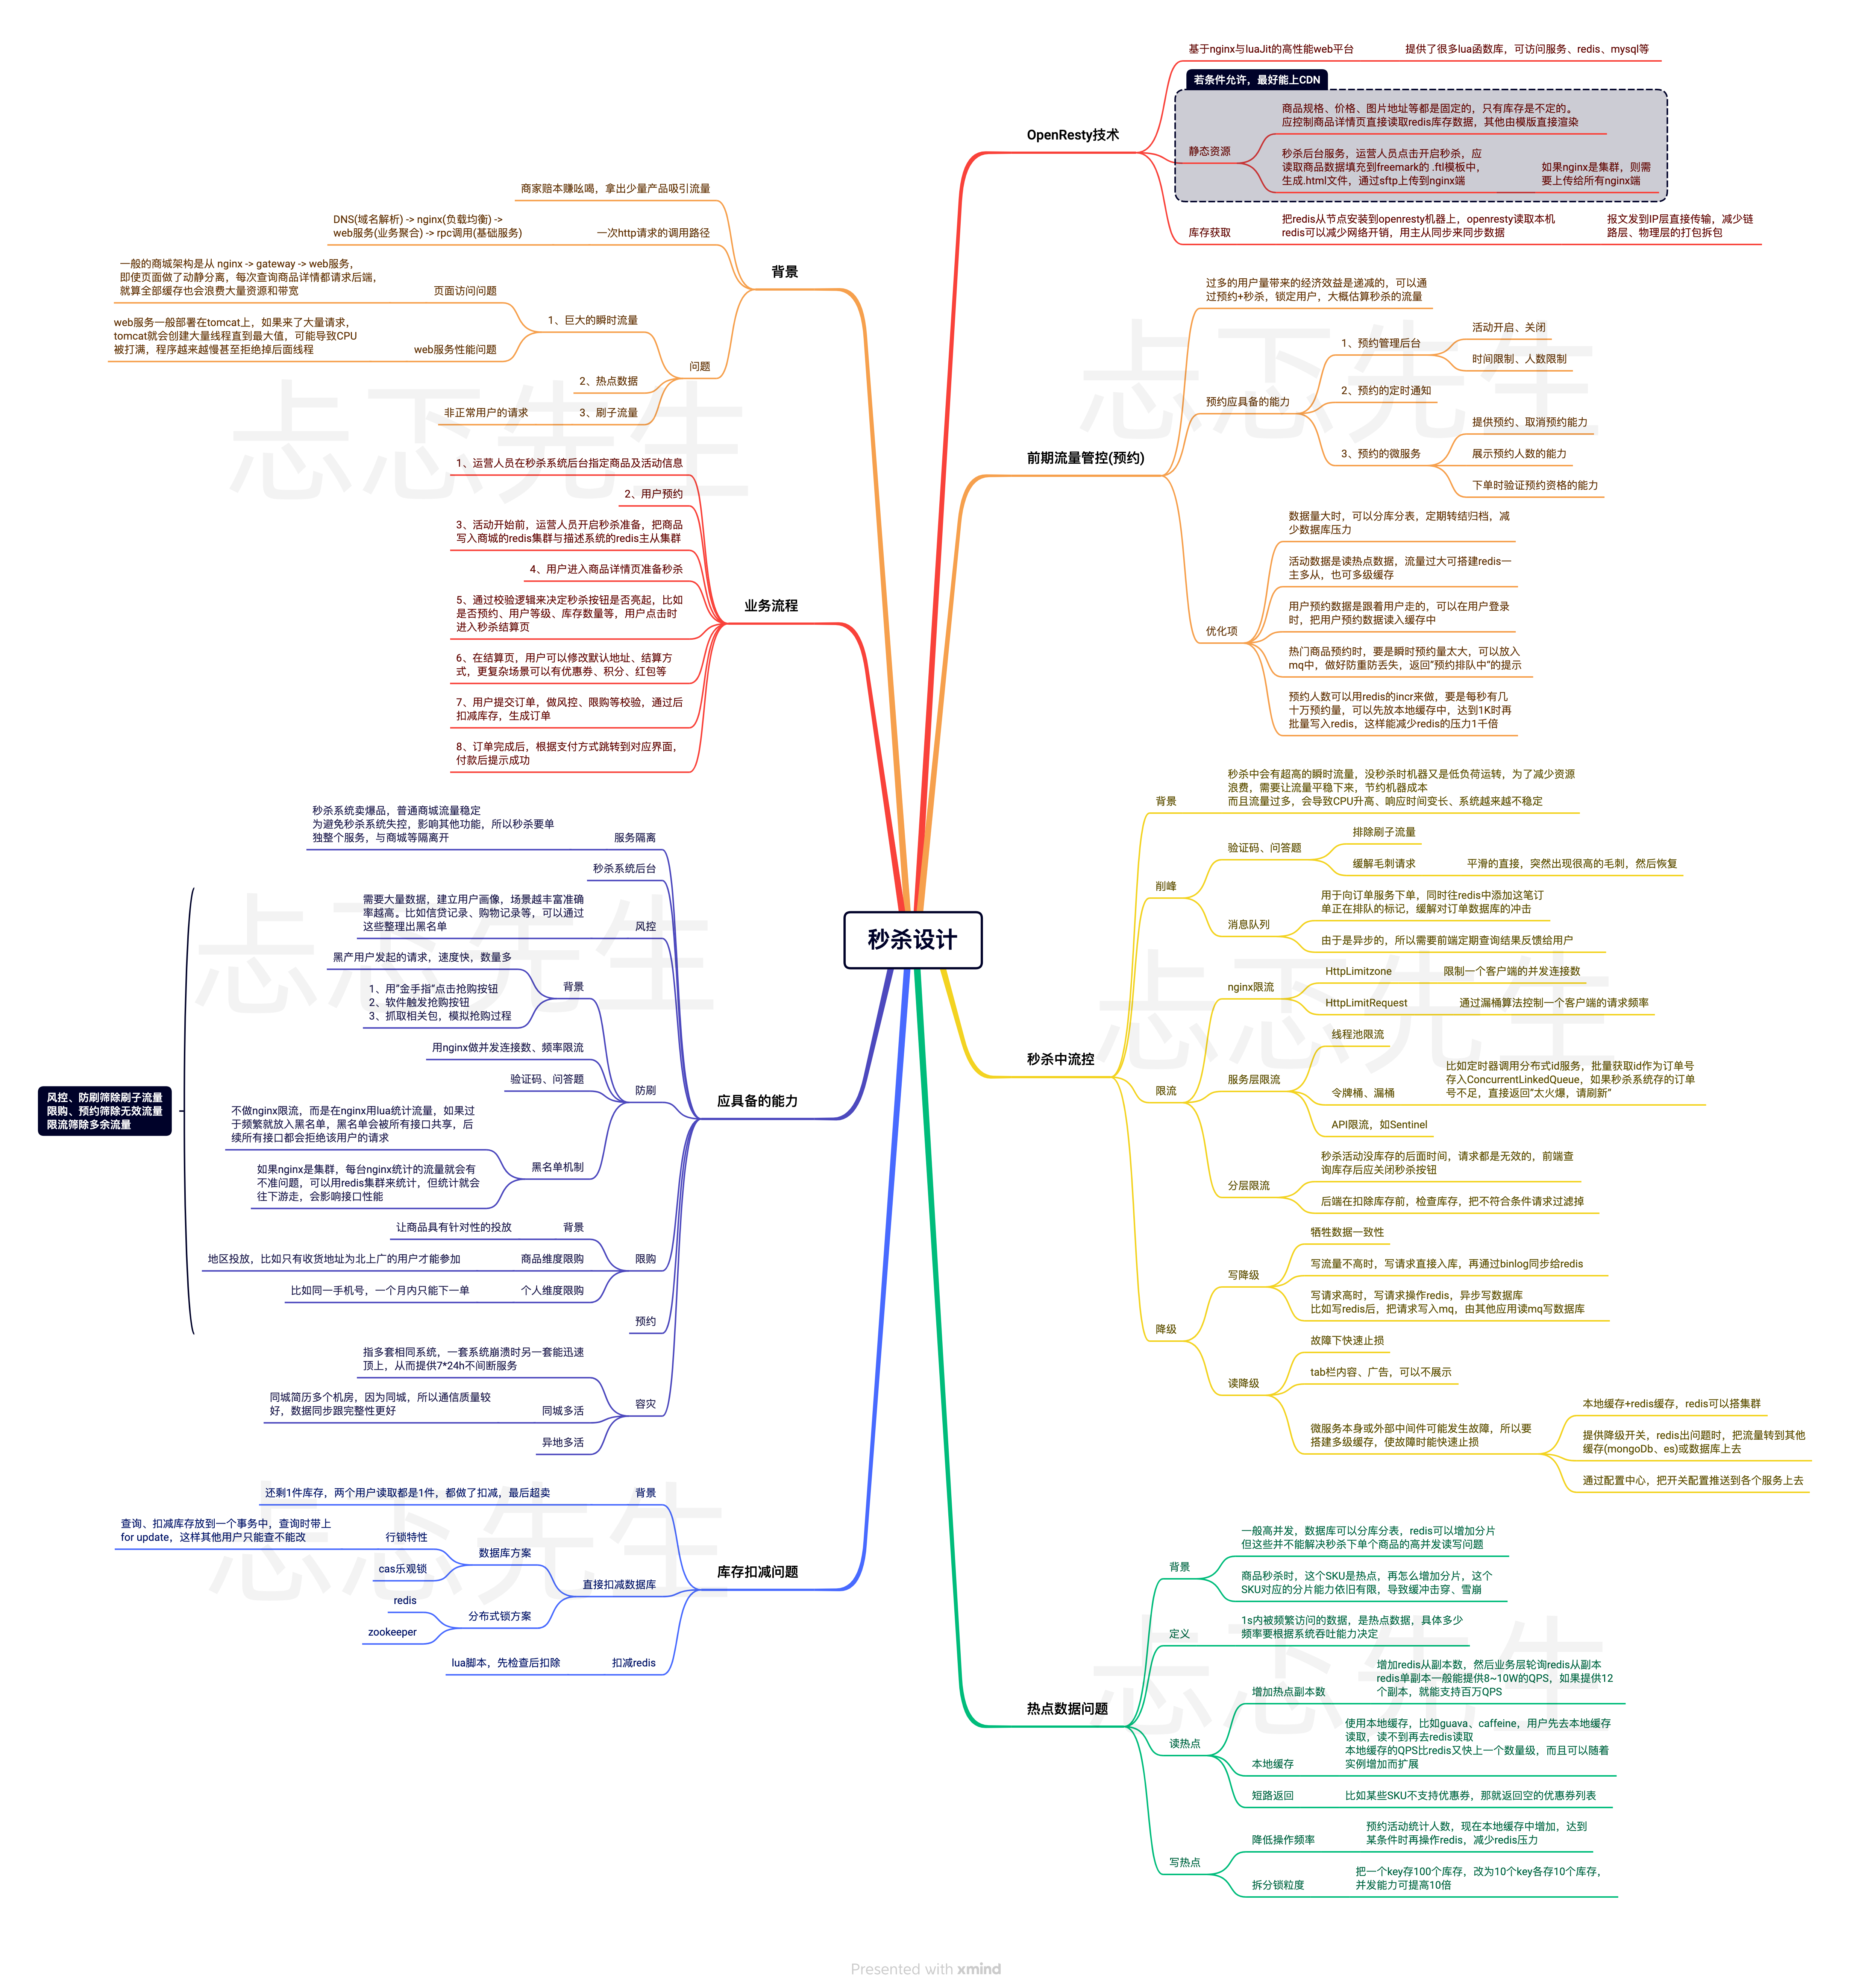 秒杀设计
OpenResty技术
基于nginx与luaJit的高性能web平台
提供了很多lua函数库，可访问服务、redis、mysql等
若条件允许，最好能上CDN
静态资源
商品规格、价格、图片地址等都是固定的，只有库存是不定的。
应控制商品详情页直接读取redis库存数据，其他由模版直接渲染
秒杀后台服务，运营人员点击开启秒杀，应
读取商品数据填充到freemark的 .ftl模板中，
生成.html文件，通过sftp上传到nginx端
如果nginx是集群，则需
要上传给所有nginx端
库存获取
把redis从节点安装到openresty机器上，openresty读取本机
redis可以减少网络开销，用主从同步来同步数据
报文发到IP层直接传输，减少链
路层、物理层的打包拆包
前期流量管控(预约)
过多的用户量带来的经济效益是递减的，可以通
过预约+秒杀，锁定用户，大概估算秒杀的流量
预约应具备的能力
1、预约管理后台
活动开启、关闭
时间限制、人数限制
2、预约的定时通知
3、预约的微服务
提供预约、取消预约能力
展示预约人数的能力
下单时验证预约资格的能力
优化项
数据量大时，可以分库分表，定期转结归档，减
少数据库压力
活动数据是读热点数据，流量过大可搭建redis一
主多从，也可多级缓存
用户预约数据是跟着用户走的，可以在用户登录
时，把用户预约数据读入缓存中
热门商品预约时，要是瞬时预约量太大，可以放入
mq中，做好防重防丢失，返回“预约排队中”的提示
预约人数可以用redis的incr来做，要是每秒有几
十万预约量，可以先放本地缓存中，达到1K时再
批量写入redis，这样能减少redis的压力1千倍
秒杀中流控
背景
秒杀中会有超高的瞬时流量，没秒杀时机器又是低负荷运转，为了减少资源
浪费，需要让流量平稳下来，节约机器成本
而且流量过多，会导致CPU升高、响应时间变长、系统越来越不稳定
削峰
验证码、问答题
排除刷子流量
缓解毛刺请求
平滑的直接，突然出现很高的毛刺，然后恢复
消息队列
用于向订单服务下单，同时往redis中添加这笔订
单正在排队的标记，缓解对订单数据库的冲击
由于是异步的，所以需要前端定期查询结果反馈给用户
限流
nginx限流
HttpLimitzone
限制一个客户端的并发连接数
HttpLimitRequest
通过漏桶算法控制一个客户端的请求频率
服务层限流
线程池限流
令牌桶、漏桶
比如定时器调用分布式id服务，批量获取id作为订单号
存入ConcurrentLinkedQueue，如果秒杀系统存的订单
号不足，直接返回“太火爆，请刷新”
API限流，如Sentinel
分层限流
秒杀活动没库存的后面时间，请求都是无效的，前端查
询库存后应关闭秒杀按钮
后端在扣除库存前，检查库存，把不符合条件请求过滤掉
降级
写降级
牺牲数据一致性
写流量不高时，写请求直接入库，再通过binlog同步给redis
写请求高时，写请求操作redis，异步写数据库
比如写redis后，把请求写入mq，由其他应用读mq写数据库
读降级
故障下快速止损
tab栏内容、广告，可以不展示
微服务本身或外部中间件可能发生故障，所以要
搭建多级缓存，使故障时能快速止损
本地缓存+redis缓存，redis可以搭集群
提供降级开关，redis出问题时，把流量转到其他
缓存(mongoDb、es)或数据库上去
通过配置中心，把开关配置推送到各个服务上去
热点数据问题
背景
一般高并发，数据库可以分库分表，redis可以增加分片
但这些并不能解决秒杀下单个商品的高并发读写问题
商品秒杀时，这个SKU是热点，再怎么增加分片，这个
SKU对应的分片能力依旧有限，导致缓冲击穿、雪崩
定义
1s内被频繁访问的数据，是热点数据，具体多少
频率要根据系统吞吐能力决定
读热点
增加热点副本数
增加redis从副本数，然后业务层轮询redis从副本
redis单副本一般能提供8~10W的QPS，如果提供12
个副本，就能支持百万QPS
本地缓存
使用本地缓存，比如guava、caffeine，用户先去本地缓存
读取，读不到再去redis读取
本地缓存的QPS比redis又快上一个数量级，而且可以随着
实例增加而扩展
短路返回
比如某些SKU不支持优惠券，那就返回空的优惠券列表
写热点
降低操作频率
预约活动统计人数，现在本地缓存中增加，达到
某条件时再操作redis，减少redis压力
拆分锁粒度
把一个key存100个库存，改为10个key各存10个库存，
并发能力可提高10倍
背景
商家赔本赚吆喝，拿出少量产品吸引流量
一次http请求的调用路径
DNS(域名解析) -> nginx(负载均衡) ->
web服务(业务聚合) -> rpc调用(基础服务)
问题
1、巨大的瞬时流量
页面访问问题
一般的商城架构是从 nginx -> gateway -> web服务，
即使页面做了动静分离，每次查询商品详情都请求后端，
就算全部缓存也会浪费大量资源和带宽
web服务性能问题
web服务一般部署在tomcat上，如果来了大量请求，
tomcat就会创建大量线程直到最大值，可能导致CPU
被打满，程序越来越慢甚至拒绝掉后面线程
2、热点数据
3、刷子流量
非正常用户的请求
业务流程
1、运营人员在秒杀系统后台指定商品及活动信息
2、用户预约
3、活动开始前，运营人员开启秒杀准备，把商品
写入商城的redis集群与描述系统的redis主从集群
4、用户进入商品详情页准备秒杀
5、通过校验逻辑来决定秒杀按钮是否亮起，比如
是否预约、用户等级、库存数量等，用户点击时
进入秒杀结算页
6、在结算页，用户可以修改默认地址、结算方
式，更复杂场景可以有优惠券、积分、红包等
7、用户提交订单，做风控、限购等校验，通过后
扣减库存，生成订单
8、订单完成后，根据支付方式跳转到对应界面，
付款后提示成功
应具备的能力
服务隔离
秒杀系统卖爆品，普通商城流量稳定
为避免秒杀系统失控，影响其他功能，所以秒杀要单
独整个服务，与商城等隔离开
秒杀系统后台
风控
需要大量数据，建立用户画像，场景越丰富准确
率越高。比如信贷记录、购物记录等，可以通过
这些整理出黑名单
防刷
背景
黑产用户发起的请求，速度快，数量多
1、用“金手指”点击抢购按钮
2、软件触发抢购按钮
3、抓取相关包，模拟抢购过程
用nginx做并发连接数、频率限流
验证码、问答题
黑名单机制
不做nginx限流，而是在nginx用lua统计流量，如果过
于频繁就放入黑名单，黑名单会被所有接口共享，后
续所有接口都会拒绝该用户的请求
如果nginx是集群，每台nginx统计的流量就会有
不准问题，可以用redis集群来统计，但统计就会
往下游走，会影响接口性能
限购
背景
让商品具有针对性的投放
商品维度限购
地区投放，比如只有收货地址为北上广的用户才能参加
个人维度限购
比如同一手机号，一个月内只能下一单
预约
风控、防刷筛除刷子流量
限购、预约筛除无效流量
限流筛除多余流量
容灾
指多套相同系统，一套系统崩溃时另一套能迅速
顶上，从而提供7*24h不间断服务
同城多活
同城简历多个机房，因为同城，所以通信质量较
好，数据同步跟完整性更好
异地多活
库存扣减问题
背景
还剩1件库存，两个用户读取都是1件，都做了扣减，最后超卖
直接扣减数据库
数据库方案
行锁特性
查询、扣减库存放到一个事务中，查询时带上
for update，这样其他用户只能查不能改
cas乐观锁
分布式锁方案
redis
zookeeper
扣减redis
lua脚本，先检查后扣除
忐忑先生
忐忑先生
忐忑先生
忐忑先生
忐忑先生
忐忑先生
Presented with xmind